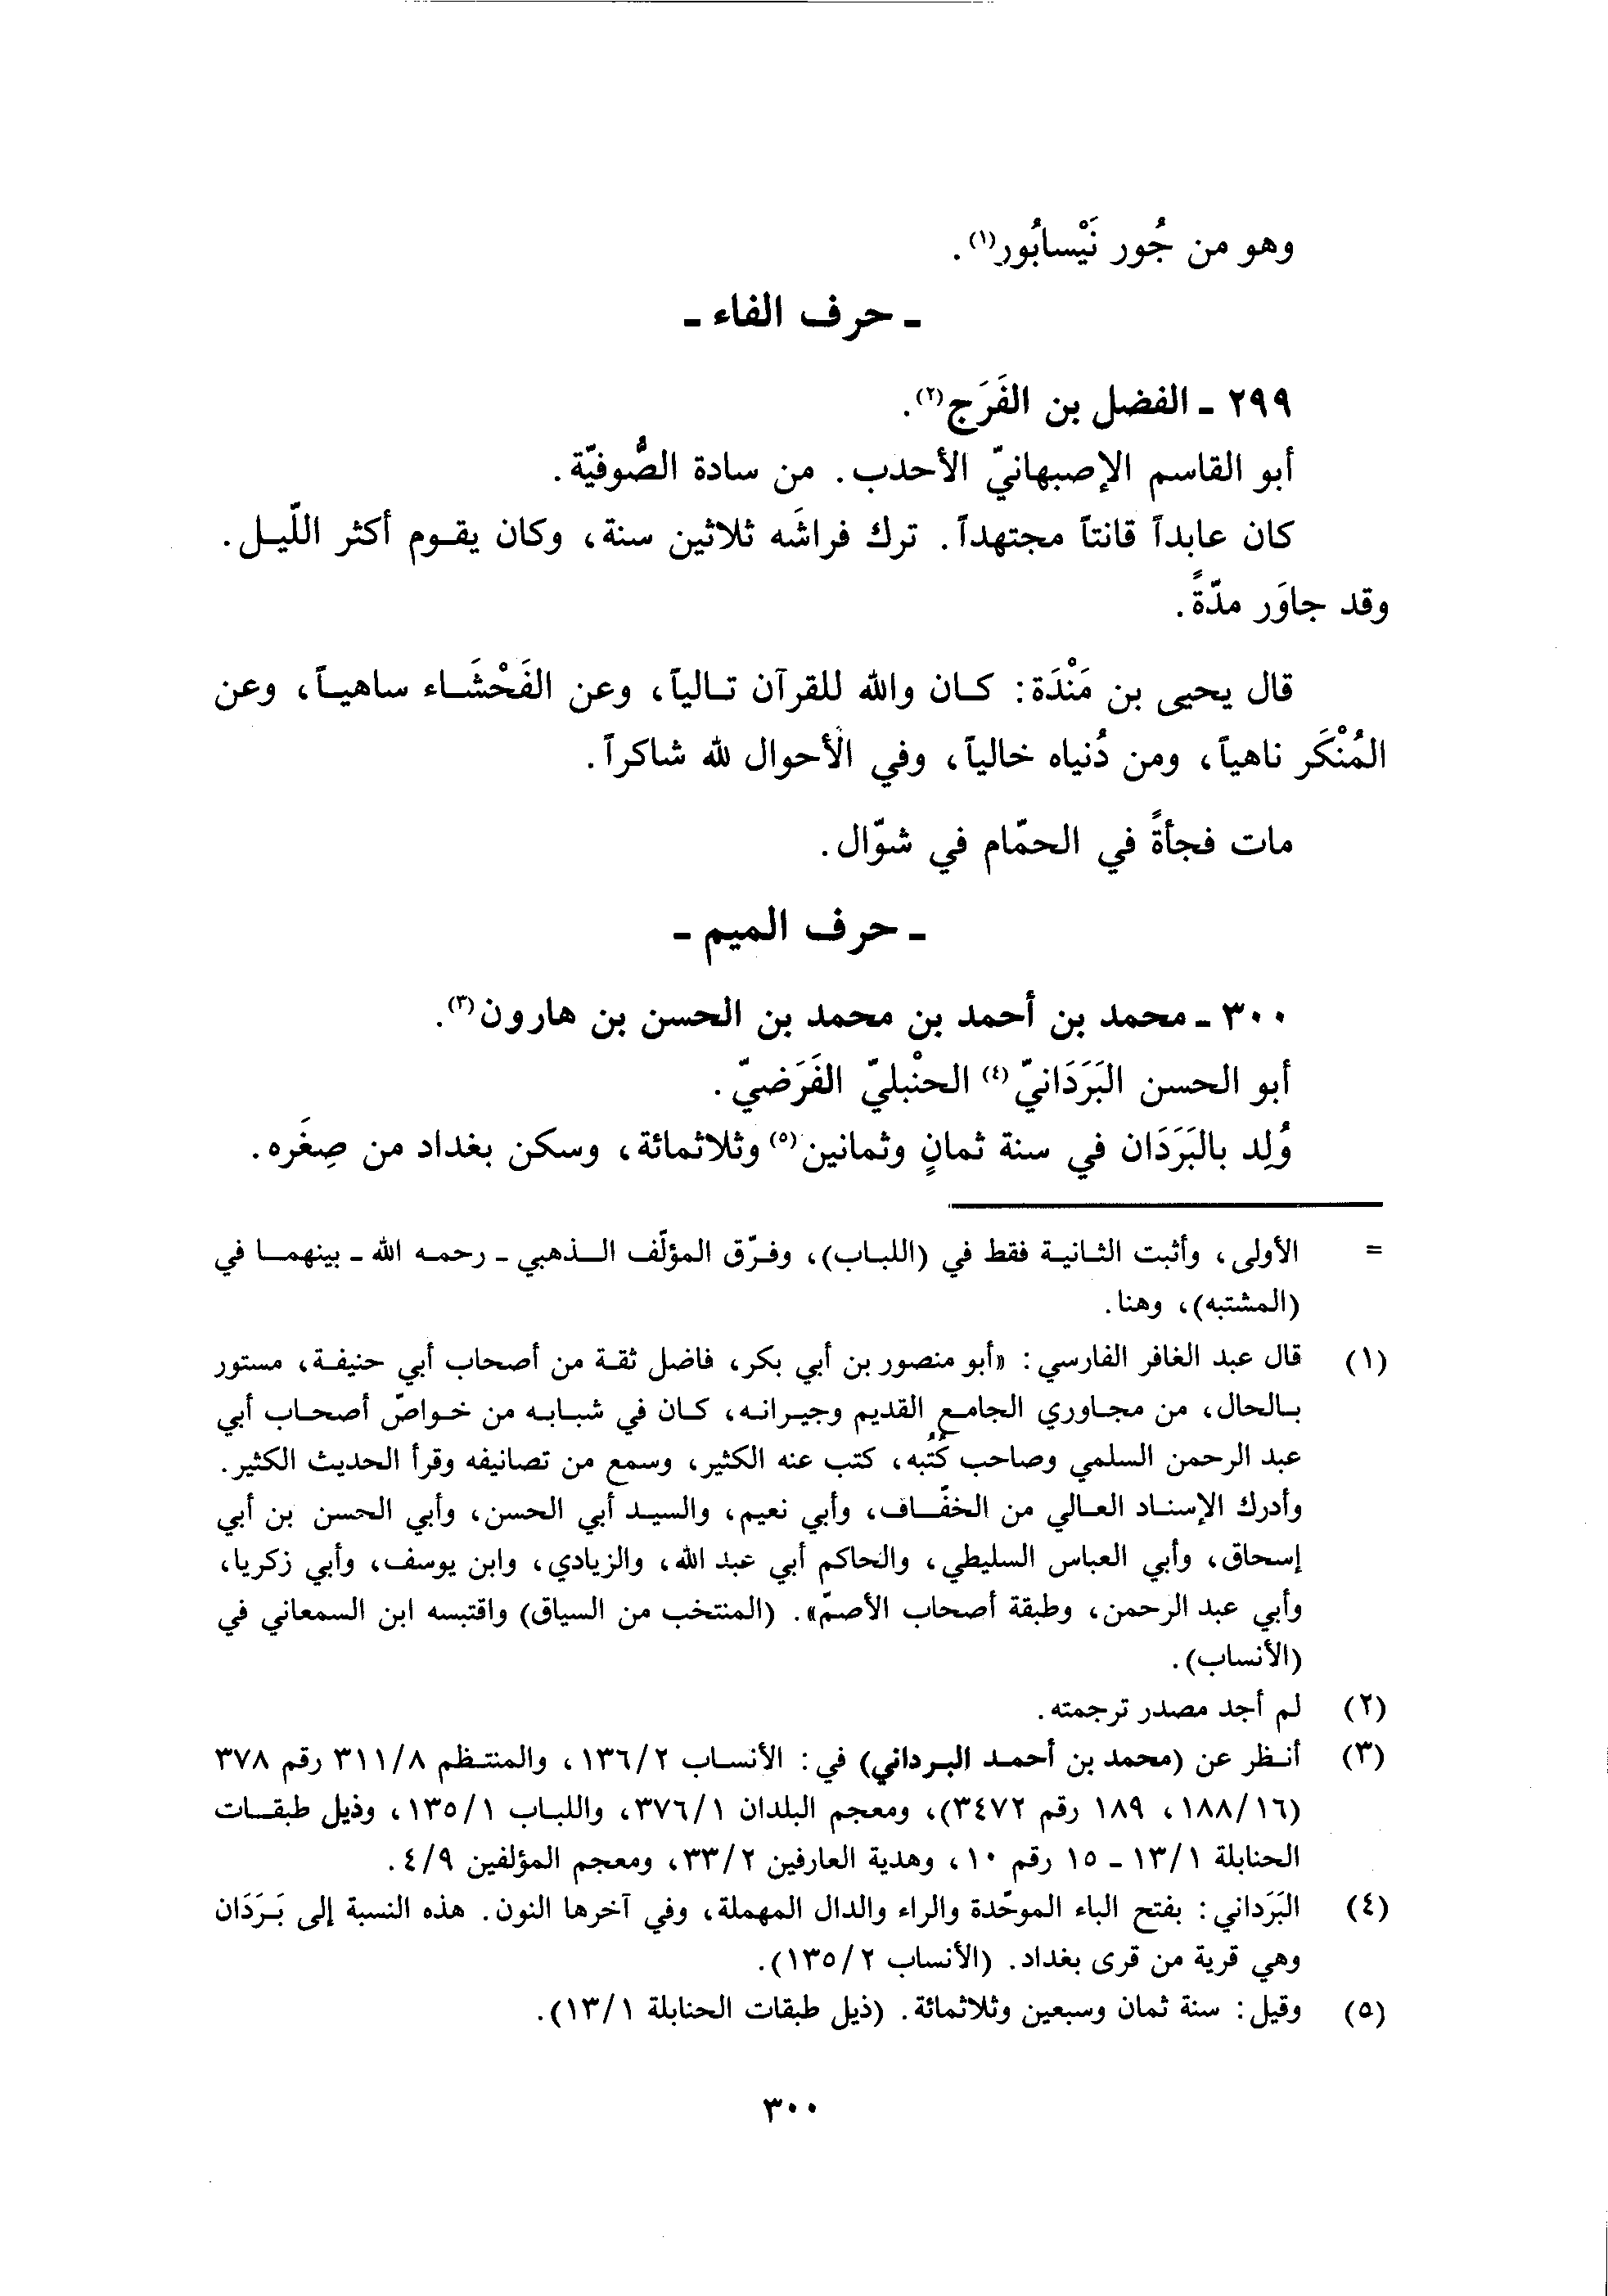 وهو من جُور نَيْسابُور(١).
ـ حرف الفاء ـ
٢٩٩ ـ الفضل بن الفَرَج(٢).
أبو القاسم الإصبهانيّ الأحدب. من سادة الصُّوفيّة.
كان عابداً قانتاً مجتهداً. ترك فراشَه ثلاثين سنة، وكان يقوم أكثر اللّيل.
وقد جاوَر مدّةً.
قال يحيى بن مَنْدَة: كان والله للقرآن تالياً، وعن الفَحْشَاء ساهياً، وعن
المُنْكَر ناهياً، ومن دُنياه خالياً، وفي الأحوال لله شاكراً.
مات فجأةً في الحمّام في شوّال.
ـ حرف الميم ـ
٣٠٠ ـ محمد بن أحمد بن محمد بن الحسن بن هارون(٣).
أبو الحسن البَرَدَانيّ(٤) الحنْبليّ الفَرَضيّ.
وُلِد بالبَرَدَان في سنة ثمانٍ وثمانين(٥) وثلاثمائة، وسكن بغداد من صِغَره.
= الأولى، وأثبت الثانية فقط في (اللباب)، وفرّق المؤلّف الذهبي ـ رحمه الله ـ بينهما في
(المشتبه)، وهنا.
(١) قال عبد الغافر الفارسي: «أبو منصور بن أبي بكر، فاضل ثقة من أصحاب أبي حنيفة، مستور
بالحال، من مجاوري الجامع القديم وجيرانه، كان في شبابه من خواصّ أصحاب أبي
عبد الرحمن السلمي وصاحب كُتُبه، كتب عنه الكثير، وسمع من تصانيفه وقرأ الحديث الكثير.
وأدرك الإسناد العالي من الخفّاف، وأبي نعيم، والسيد أبي الحسن، وأبي الحسن بن أبي
إسحاق، وأبي العباس السليطي، والحاكم أبي عبد الله، والزيادي، وابن يوسف، وأبي زكريا،
وأبي عبد الرحمن، وطبقة أصحاب الأصمّ». (المنتخب من السياق) واقتبسه ابن السمعاني في
(الأنساب).
(٢) لم أجد مصدر ترجمته.
(٣) أنظر عن (محمد بن أحمد البرداني) في: الأنساب ١٣٦/٢، والمنتظم ٣١١/٨ رقم ٣٧٨
(١٨٨/١٦، ١٨٩ رقم ٣٤٧٢)، ومعجم البلدان ٣٧٦/١، واللباب ١٣٥/١، وذيل طبقات
الحنابلة ١٣/١ ـ ١٥ رقم ١٠، وهدية العارفين ٣٣/٢، ومعجم المؤلفين ٤/٩.
(٤) البَرَداني: بفتح الباء الموحّدة والراء والدال المهملة، وفي آخرها النون. هذه النسبة إلى بَرَدَان
وهي قرية من قرى بغداد. (الأنساب ١٣٥/٢).
(٥) وقيل: سنة ثمان وسبعين وثلاثمائة. (ذيل طبقات الحنابلة ١٣/١).
٣٠٠